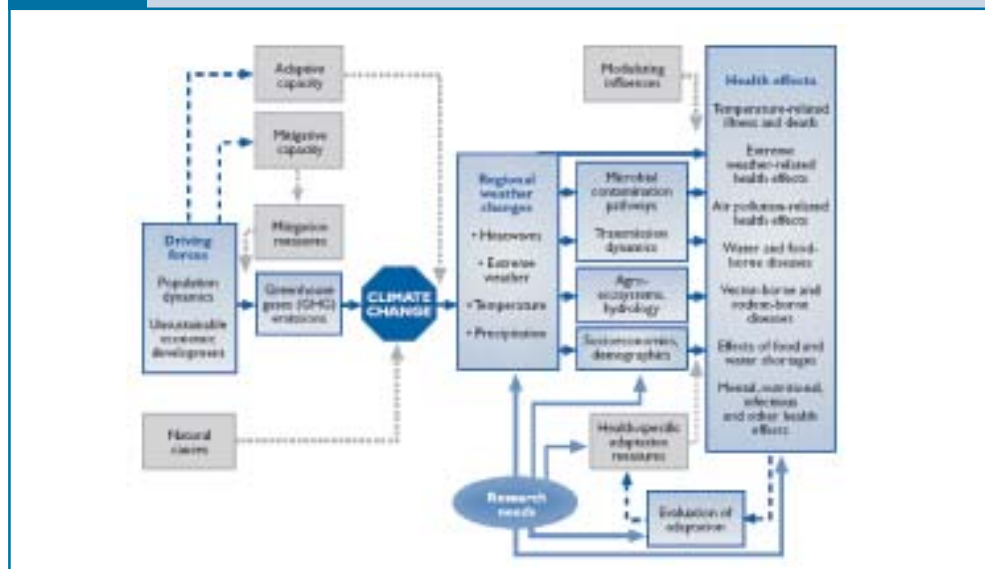 Adaptive
capacity
Mitigative
capacity
Mitigation
measures
Driving
forces
Population
dynamics
Unsustainable
economic
development
Greenhouse
gases (GHG)
emissions
Natural
causes
CLIMATE
CHANGE
Regional
weather
changes
• Heatwaves
• Extreme
weather
• Temperature
• Precipitation
Modulating
influences
Microbial
contamination
pathways
Transmission
dynamics
Agro-
ecosystems,
hydrology
Socioeconomics,
demographics
Health effects
Temperature-related
illness and death
Extreme
weather-related
health effects
Air pollution-related
health effects
Water and food-
borne diseases
Vector-borne and
rodent-borne
diseases
Effects of food and
water shortages
Mental, nutritional,
infectious
and other health
effects
Health-specific
adaptation
measures
Research
needs
Evaluation of
adaptation